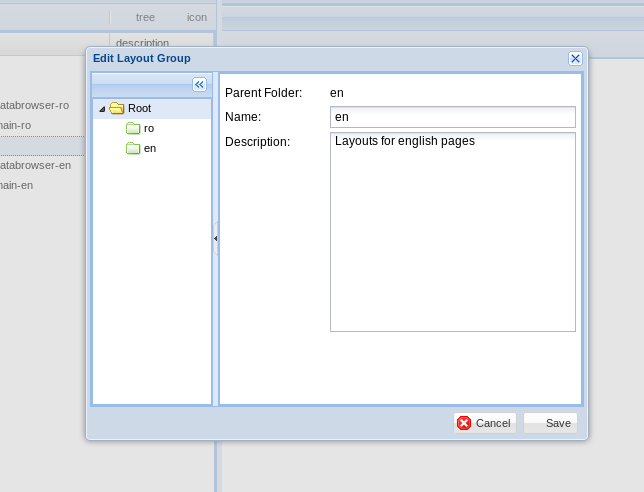 tree icon
description
Edit Layout Group
Root
ro
en
Parent Folder: en
Name: en
Description: Layouts for english pages
atabrowser-ro
nain-ro
atabrowser-en
nain-en
Cancel Save